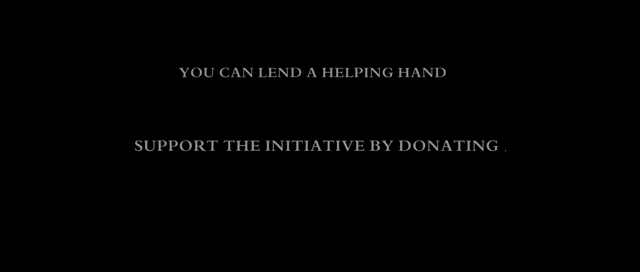 YOU CAN LEND A HELPING HAND
SUPPORT THE INITIATIVE BY DONATING .